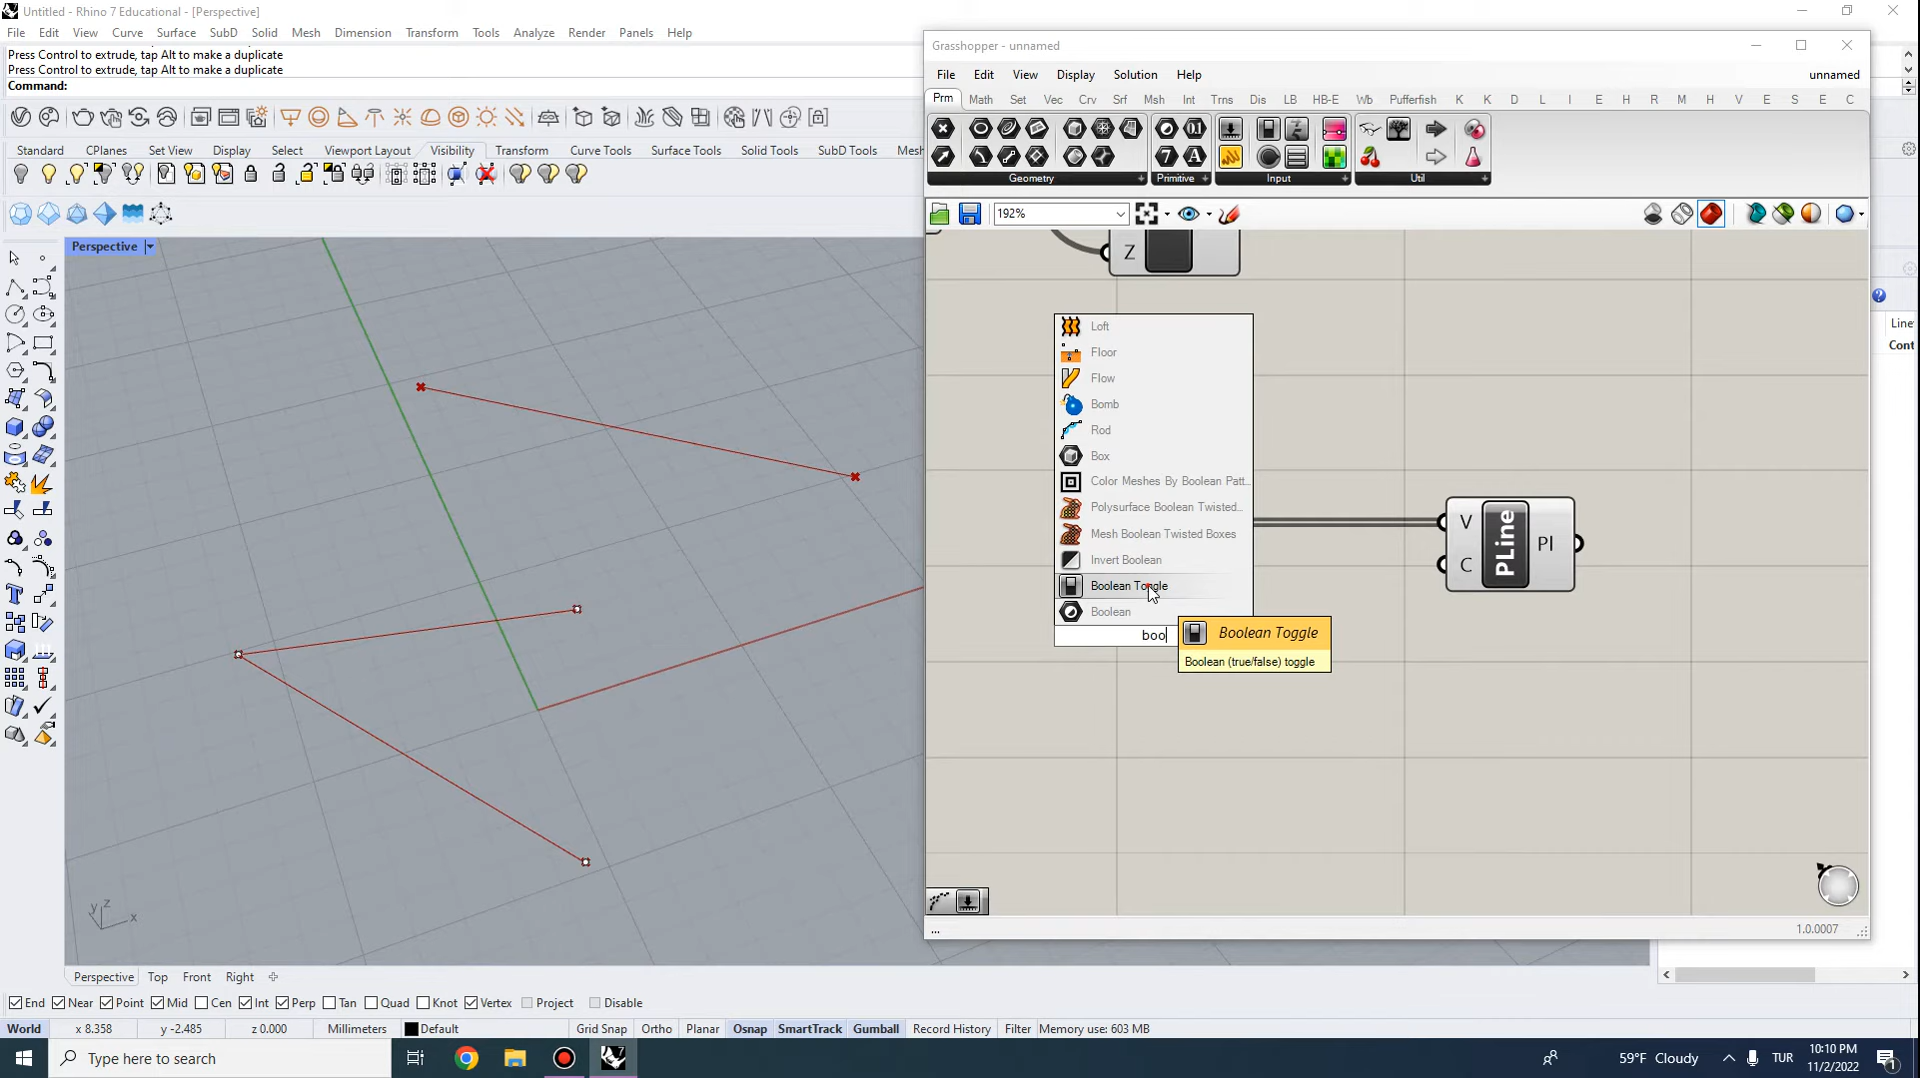 Untitled - Rhino 7 Educational - [Perspective]
File Edit View Curve Surface SubD Solid Mesh Dimension Transform Tools Analyze Render Panels Help
Press Control to extrude, tap Alt to make a duplicate
Press Control to extrude, tap Alt to make a duplicate
Command:
Standard CPlanes Set View Display Select Viewport Layout Visibility Transform Curve Tools Surface Tools Solid Tools SubD Tools Mesh
Perspective
Grasshopper - unnamed
File Edit View Display Solution Help unnamed
Prm Math Set Vec Crv Srf Msh Int Trns Dis LB HB-E Wb Pufferfish K K D L I E H R M H V E S E C
Geometry Primitive Input Util
192%
Z
Loft
Floor
Flow
Bomb
Rod
Box
Color Meshes By Boolean Patt...
Polysurface Boolean Twisted...
Mesh Boolean Twisted Boxes
Invert Boolean
Boolean Toggle
Boolean
boo
Boolean Toggle
Boolean (true/false) toggle
V
C
PLine
Pl
...
1.0.0007
Line
Cont
y z x
Perspective Top Front Right
End Near Point Mid Cen Int Perp Tan Quad Knot Vertex Project Disable
World x 8.358 y -2.485 z 0.000 Millimeters Default Grid Snap Ortho Planar Osnap SmartTrack Gumball Record History Filter Memory use: 603 MB
Type here to search
59°F Cloudy
TUR
10:10 PM
11/2/2022
1